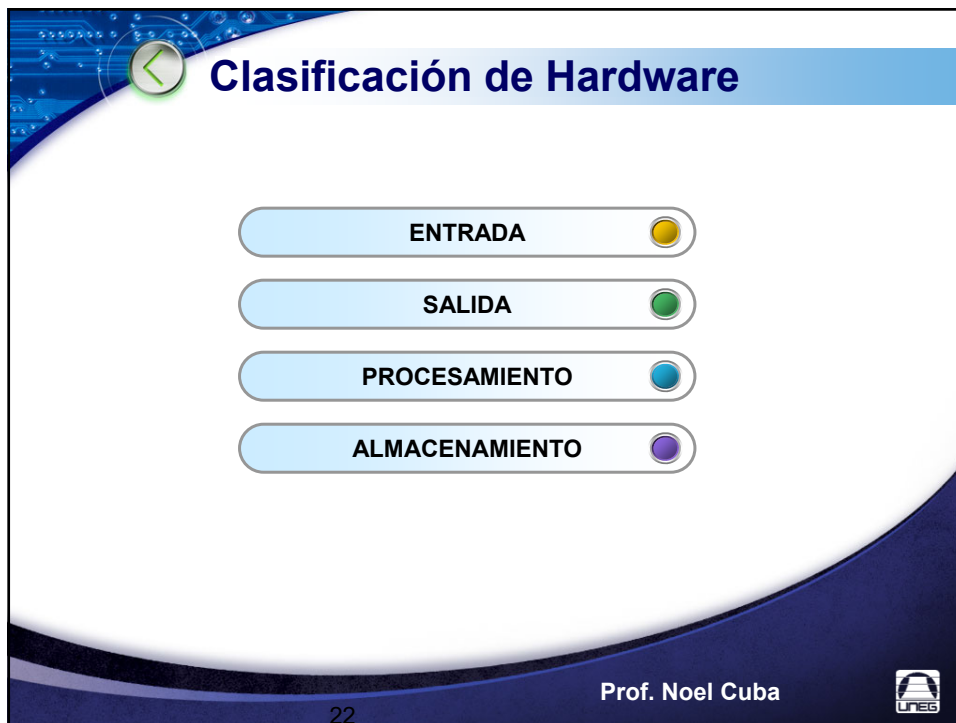 Clasificación de Hardware
ENTRADA
SALIDA
PROCESAMIENTO
ALMACENAMIENTO
Prof. Noel Cuba
UNEG
22